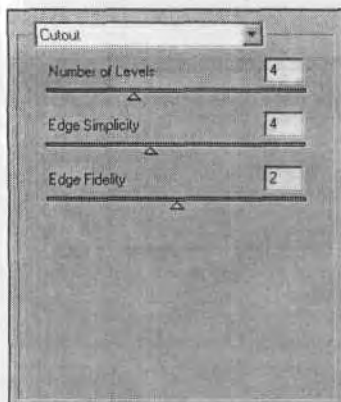 Cutout
Number of Levels 4
Edge Simplicity 4
Edge Fidelity 2